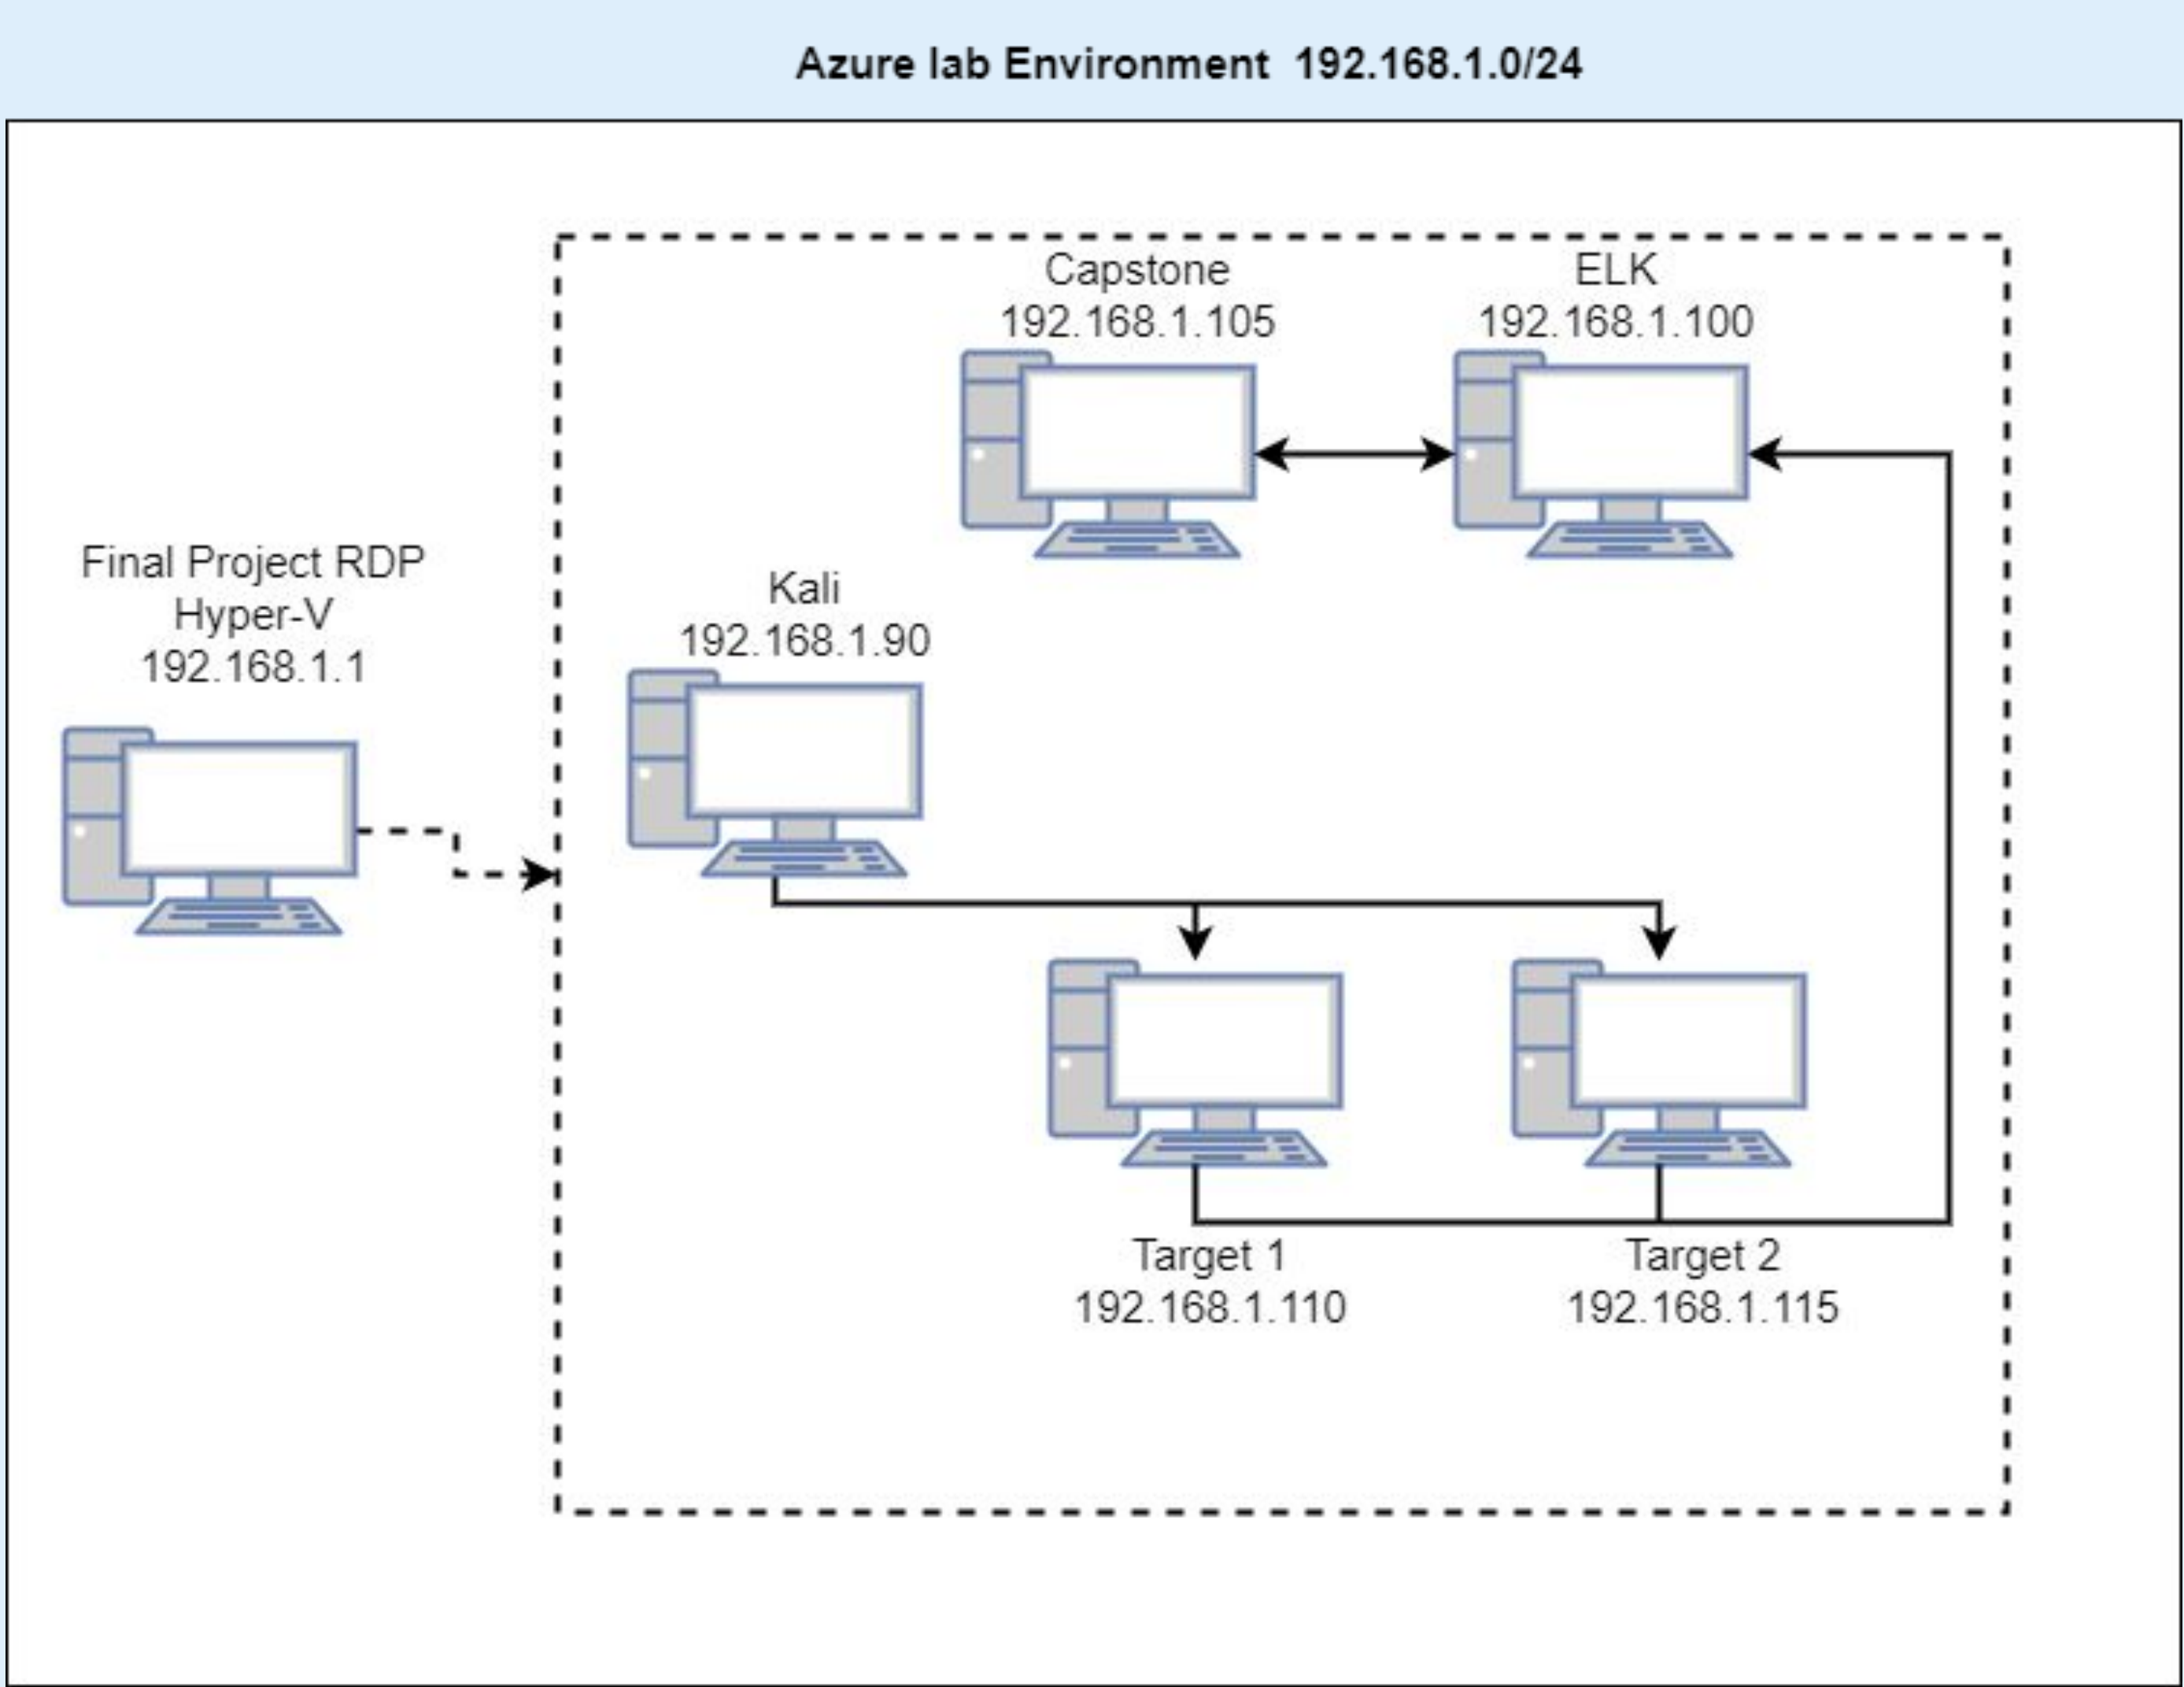 Azure lab Environment 192.168.1.0/24
Capstone
192.168.1.105
ELK
192.168.1.100
Final Project RDP
Hyper-V
192.168.1.1
Kali
192.168.1.90
Target 1
192.168.1.110
Target 2
192.168.1.115